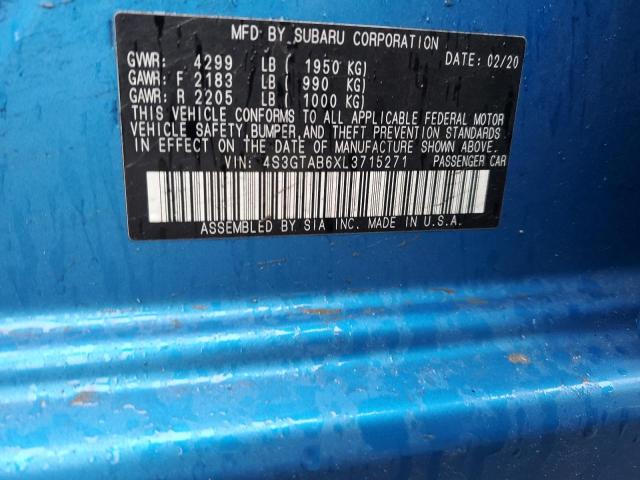 MFD BY SUBARU CORPORATION
GVWR: 4299 LB ( 1950 KG) DATE: 02/20
GAWR: F 2183 LB ( 990 KG)
GAWR: R 2205 LB ( 1000 KG)
THIS VEHICLE CONFORMS TO ALL APPLICABLE FEDERAL MOTOR
VEHICLE SAFETY, BUMPER, AND THEFT PREVENTION STANDARDS
IN EFFECT ON THE DATE OF MANUFACTURE SHOWN ABOVE.
VIN: 4S3GTAB6XL3715271 PASSENGER CAR
ASSEMBLED BY SIA INC. MADE IN U.S.A.